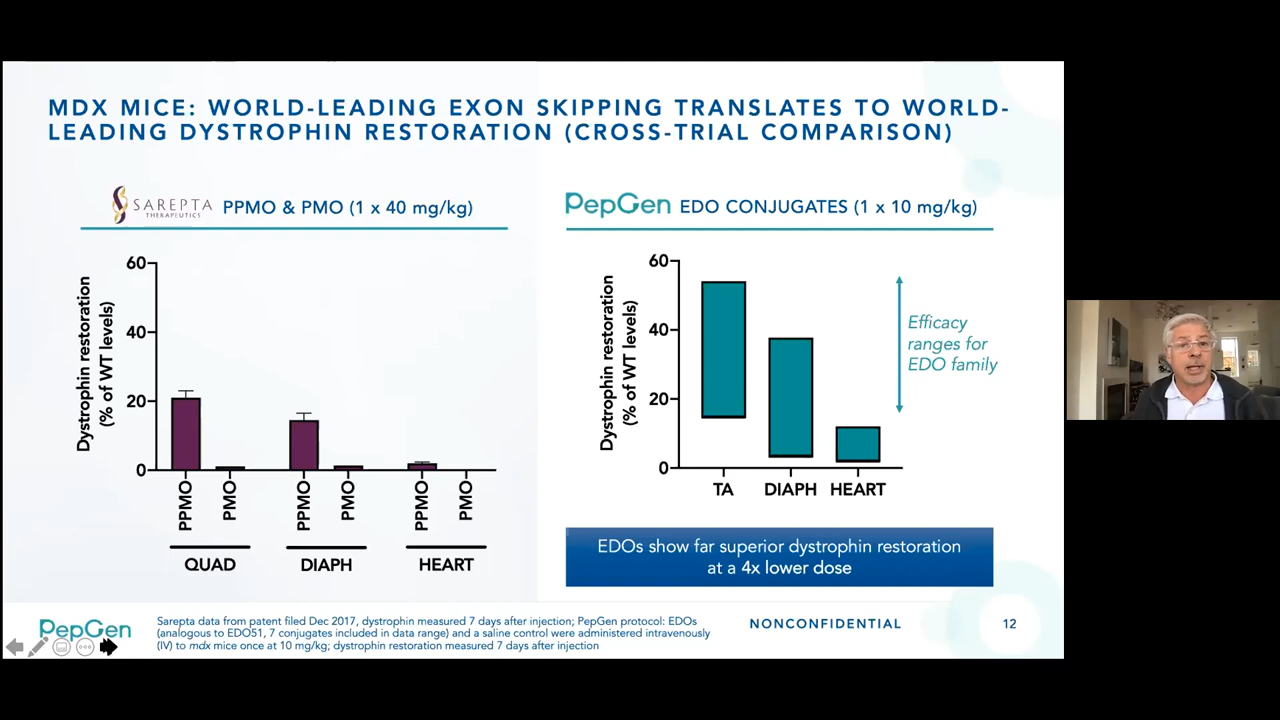 MDX MICE: WORLD-LEADING EXON SKIPPING TRANSLATES TO WORLD-
LEADING DYSTROPHIN RESTORATION (CROSS-TRIAL COMPARISON)
SAREPTA
THERAPEUTICS
PPMO & PMO (1 x 40 mg/kg)
Dystrophin restoration
(% of WT levels)
60
40
20
0
PPMO
PMO
PPMO
PMO
PPMO
PMO
QUAD
DIAPH
HEART
PepGen EDO CONJUGATES (1 x 10 mg/kg)
Dystrophin restoration
(% of WT levels)
60
40
20
0
TA
DIAPH
HEART
Efficacy
ranges for
EDO family
EDOs show far superior dystrophin restoration
at a 4x lower dose
PepGen
Sarepta data from patent filed Dec 2017, dystrophin measured 7 days after injection; PepGen protocol: EDOs
(analogous to EDO51, 7 conjugates included in data range) and a saline control were administered intravenously
(IV) to mdx mice once at 10 mg/kg; dystrophin restoration measured 7 days after injection
NONCONFIDENTIAL
12